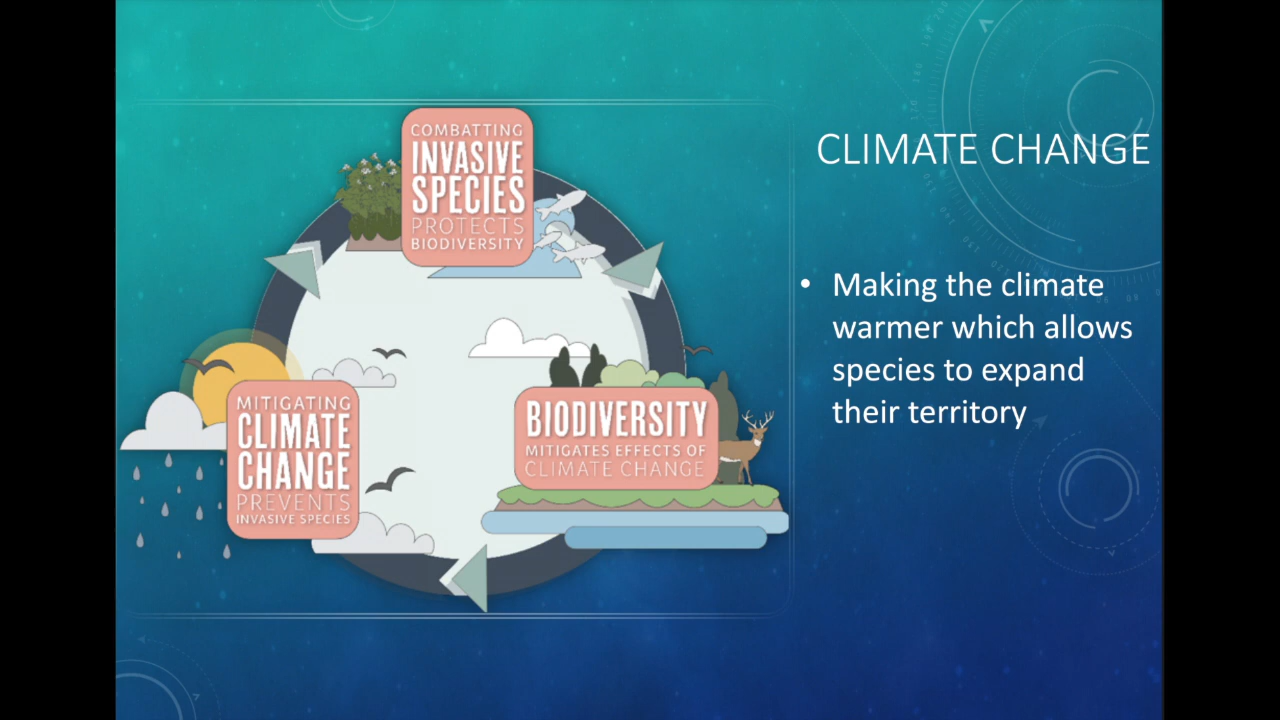 COMBATTING
INVASIVE
SPECIES
PROTECTS
BIODIVERSITY
MITIGATING
CLIMATE
CHANGE
PREVENTS
INVASIVE SPECIES
BIODIVERSITY
MITIGATES EFFECTS OF
CLIMATE CHANGE
CLIMATE CHANGE
• Making the climate
warmer which allows
species to expand
their territory